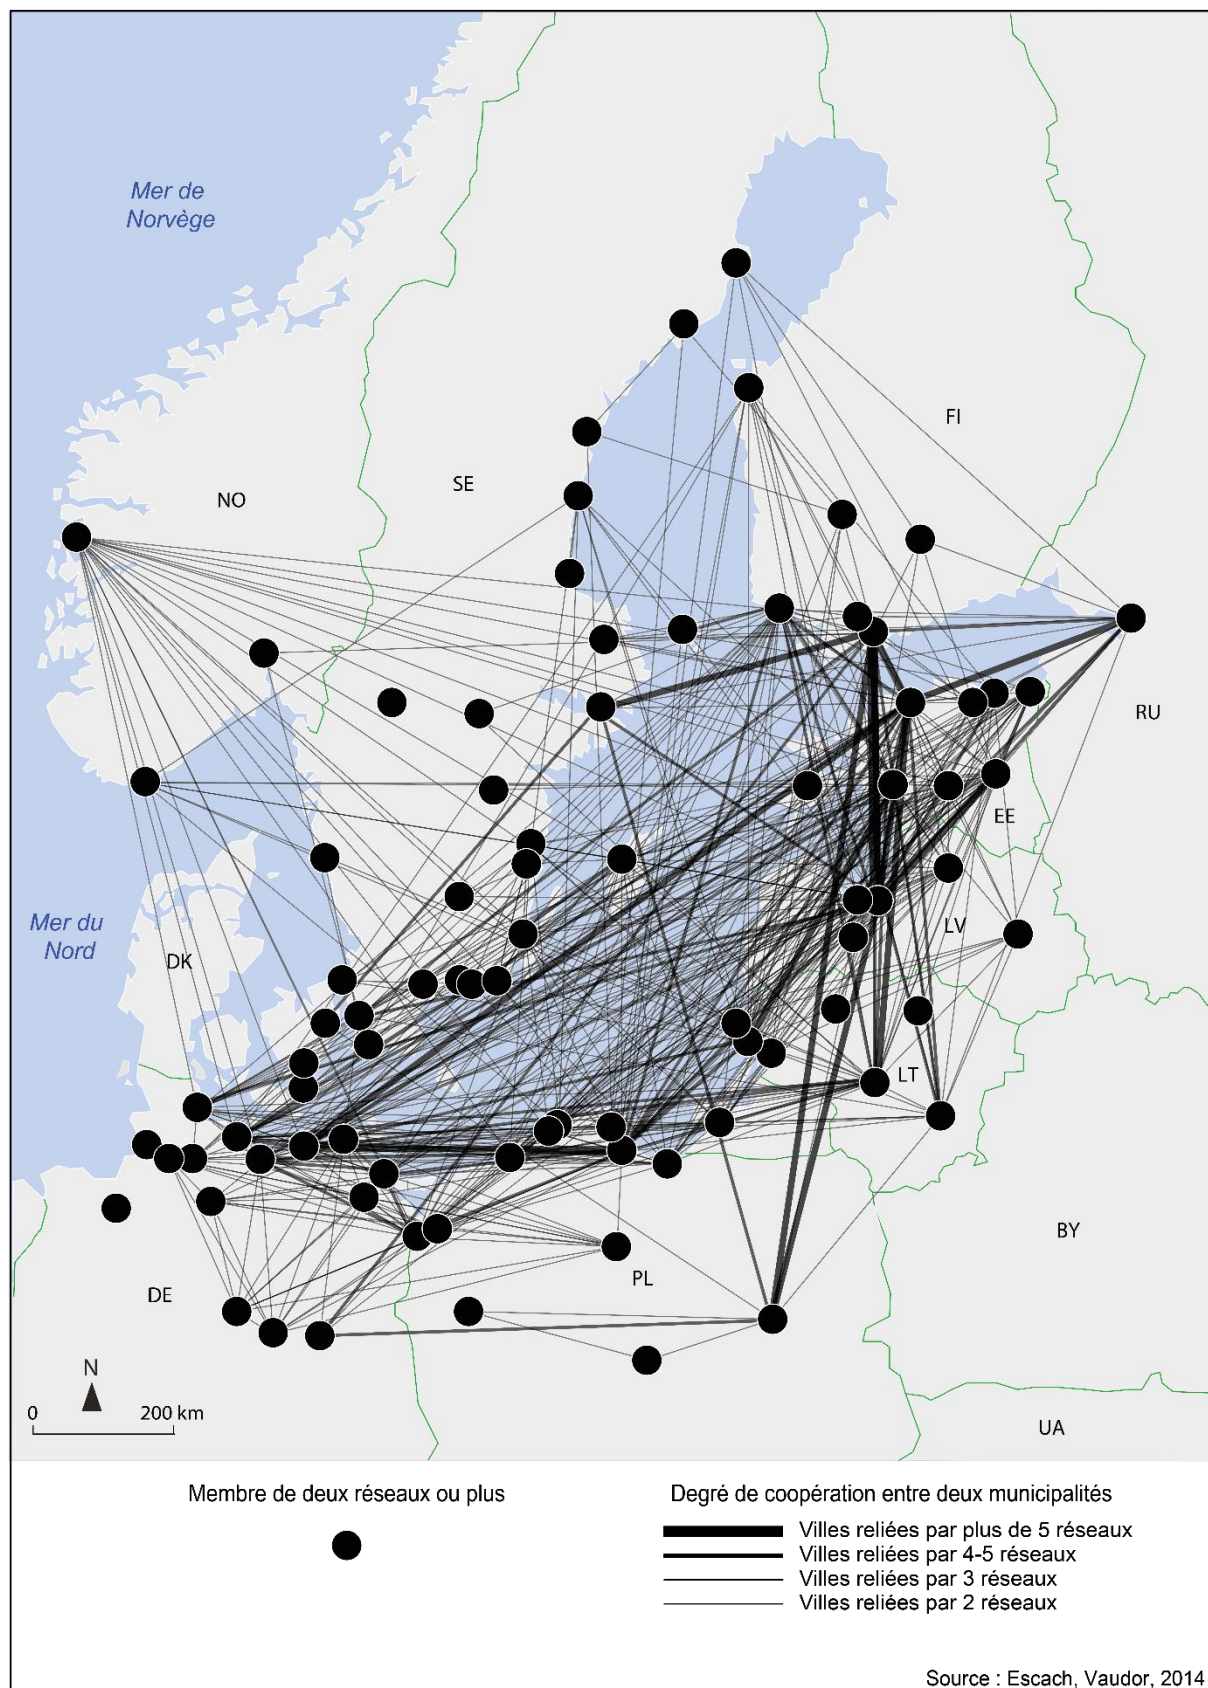 Mer de
Norvège
FI
SE
NO
RU
EE
Mer du
Nord
DK
LV
LT
BY
PL
DE
N
0 200 km
UA
Membre de deux réseaux ou plus
Degré de coopération entre deux municipalités
Villes reliées par plus de 5 réseaux
Villes reliées par 4-5 réseaux
Villes reliées par 3 réseaux
Villes reliées par 2 réseaux
Source : Escach, Vaudor, 2014